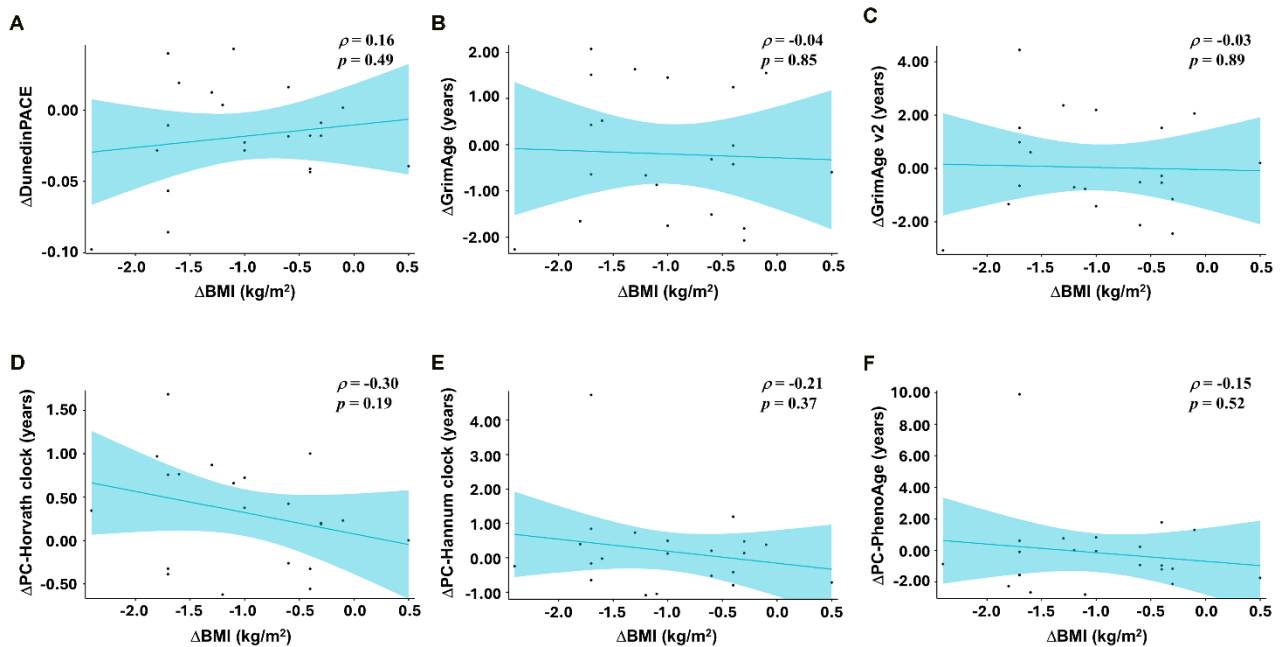 A
ρ = 0.16
p = 0.49
ΔDunedinPACE
0.00
-0.05
-0.10
-2.0 -1.5 -1.0 -0.5 0.0 0.5
ΔBMI (kg/m²)
B
ρ = -0.04
p = 0.85
ΔGrimAge (years)
2.00
1.00
0.00
-1.00
-2.00
-2.0 -1.5 -1.0 -0.5 0.0 0.5
ΔBMI (kg/m²)
C
ρ = -0.03
p = 0.89
ΔGrimAge v2 (years)
4.00
2.00
0.00
-2.00
-2.0 -1.5 -1.0 -0.5 0.0 0.5
ΔBMI (kg/m²)
D
ρ = -0.30
p = 0.19
ΔPC-Horvath clock (years)
1.50
1.00
0.50
0.00
-0.50
-2.0 -1.5 -1.0 -0.5 0.0 0.5
ΔBMI (kg/m²)
E
ρ = -0.21
p = 0.37
ΔPC-Hannum clock (years)
4.00
3.00
2.00
1.00
0.00
-1.00
-2.0 -1.5 -1.0 -0.5 0.0 0.5
ΔBMI (kg/m²)
F
ρ = -0.15
p = 0.52
ΔPC-PhenoAge (years)
10.00
8.00
6.00
4.00
2.00
-0.00
-2.00
-2.0 -1.5 -1.0 -0.5 0.0 0.5
ΔBMI (kg/m²)